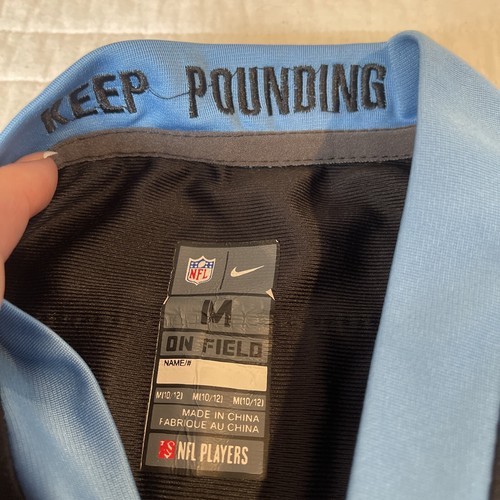 KEEP POUNDING
NFL
M
ON FIELD
NAME/#
M(10/12) M(10/12) M(10/12)
MADE IN CHINA
FABRIQUE AU CHINA
NFL PLAYERS